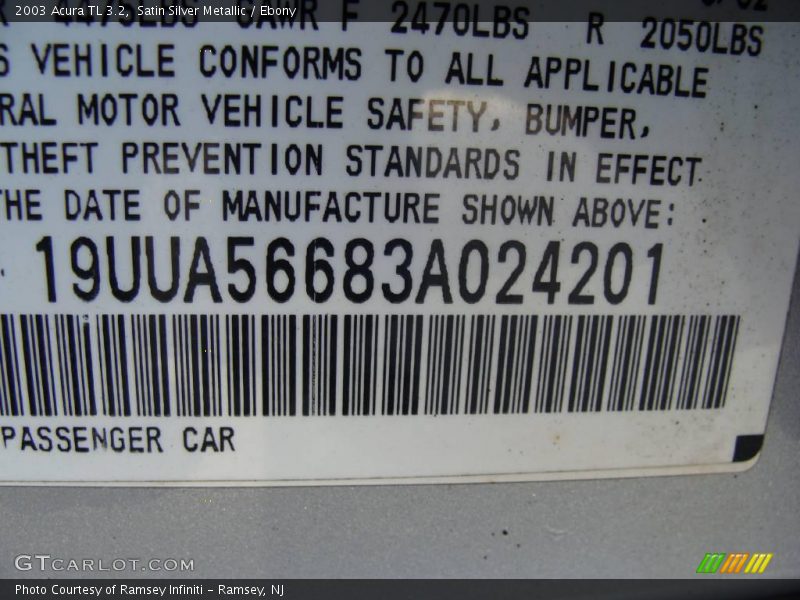 2003 Acura TL 3.2, Satin Silver Metallic / Ebony
GAWR F 2470LBS R 2050LBS
VEHICLE CONFORMS TO ALL APPLICABLE
MOTOR VEHICLE SAFETY, BUMPER,
THEFT PREVENTION STANDARDS IN EFFECT
THE DATE OF MANUFACTURE SHOWN ABOVE:
19UUA56683A024201
PASSENGER CAR
GTCARLOT.COM
Photo Courtesy of Ramsey Infiniti - Ramsey, NJ